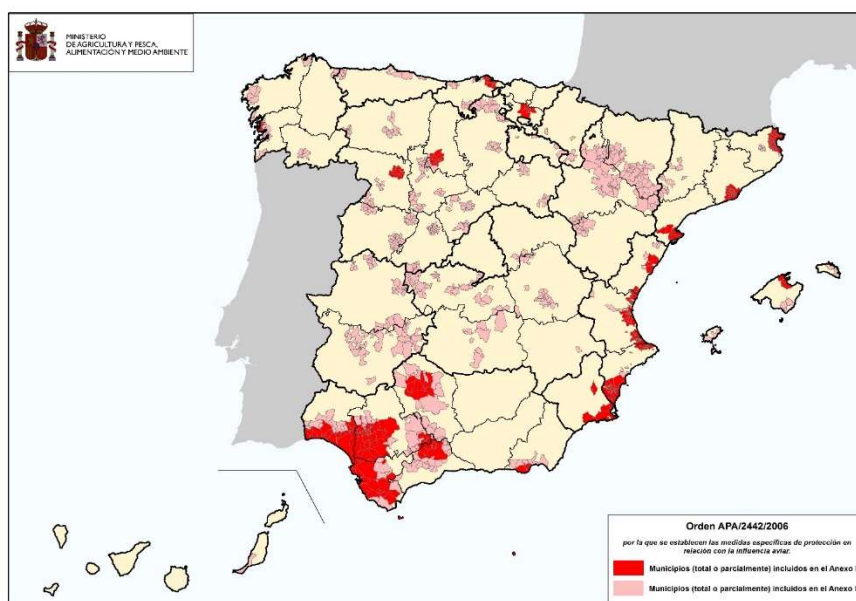 MINISTERIO
DE AGRICULTURA Y PESCA,
ALIMENTACIÓN Y MEDIO AMBIENTE
Orden APA/2442/2006
por la que se establecen las medidas específicas de protección en
relación con la influencia aviar.
Municipios (total o parcialmente) incluidos en el Anexo
Municipios (total o parcialmente) incluidos en el Anexo